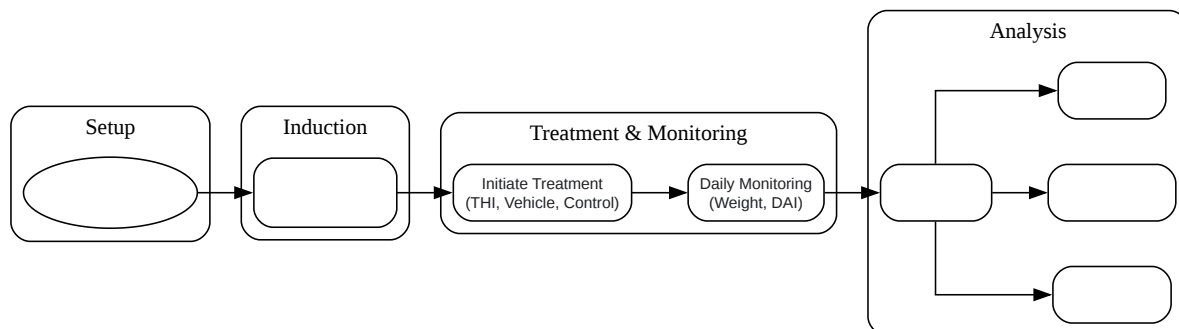 Setup
Induction
Treatment & Monitoring
Initiate Treatment
(THI, Vehicle, Control)
Daily Monitoring
(Weight, DAI)
Analysis